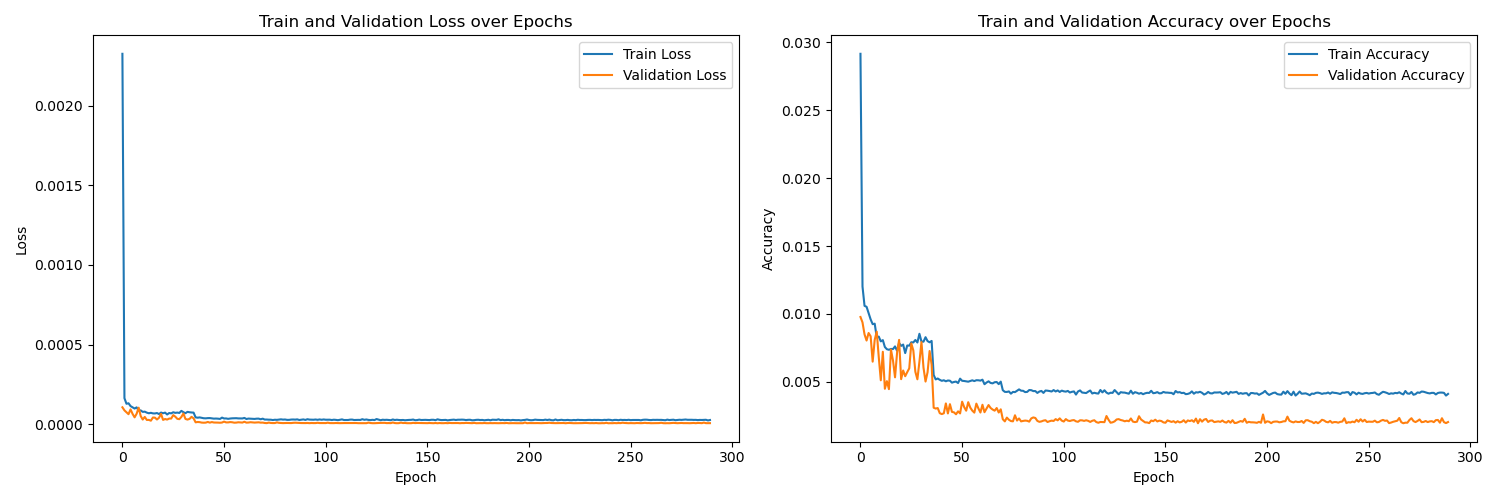 Train and Validation Loss over Epochs
Train Loss
Validation Loss
0.0020
0.0015
0.0010
0.0005
0.0000
Loss
0 50 100 150 200 250 300
Epoch
Train and Validation Accuracy over Epochs
Train Accuracy
Validation Accuracy
0.030
0.025
0.020
0.015
0.010
0.005
Accuracy
0 50 100 150 200 250 300
Epoch